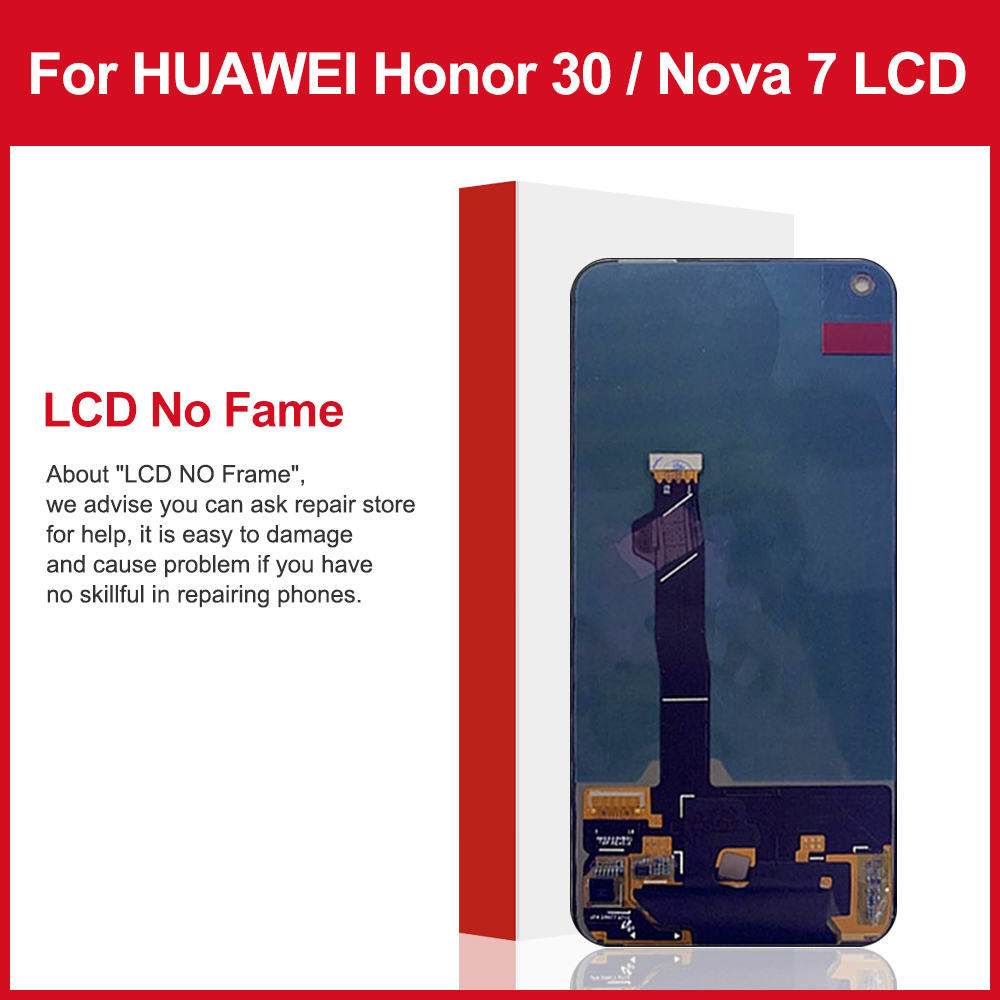 For HUAWEI Honor 30 / Nova 7 LCD
LCD No Fame
About "LCD NO Frame",
we advise you can ask repair store
for help, it is easy to damage
and cause problem if you have
no skillful in repairing phones.